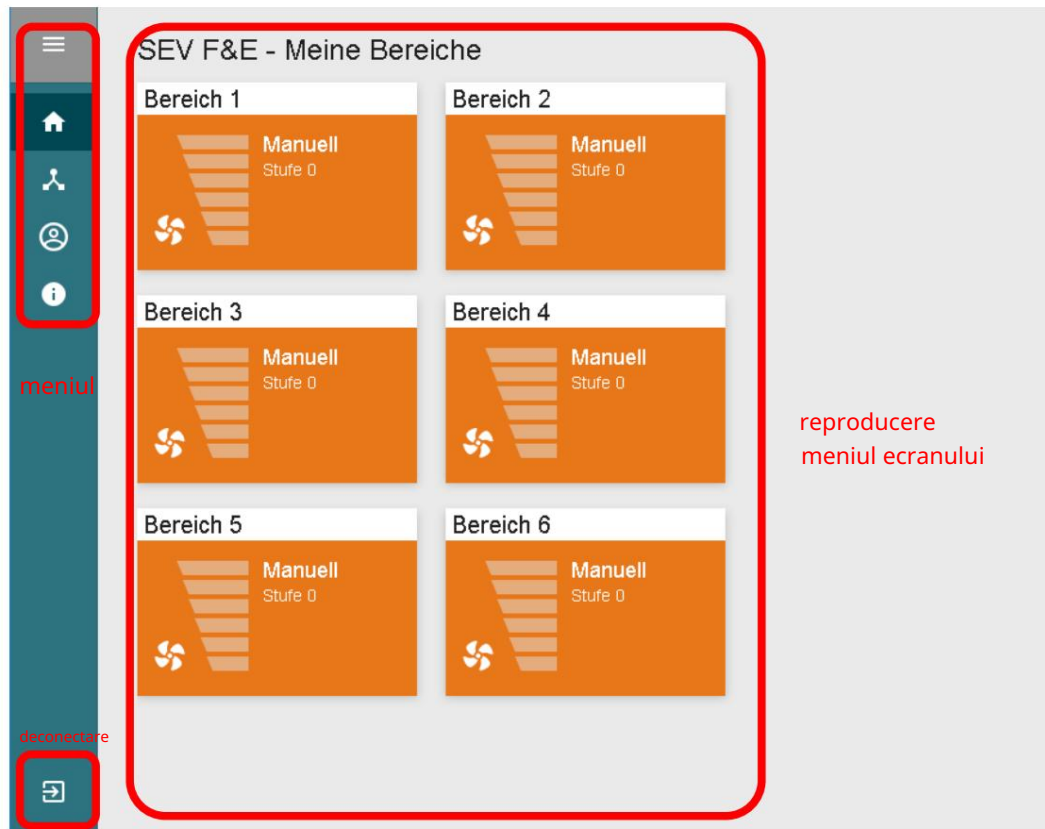 SEV F&E - Meine Bereiche
Bereich 1
Manuell
Stufe 0
Bereich 2
Manuell
Stufe 0
Bereich 3
Manuell
Stufe 0
Bereich 4
Manuell
Stufe 0
Bereich 5
Manuell
Stufe 0
Bereich 6
Manuell
Stufe 0
meniul
deconectare
reproducere
meniul ecranului